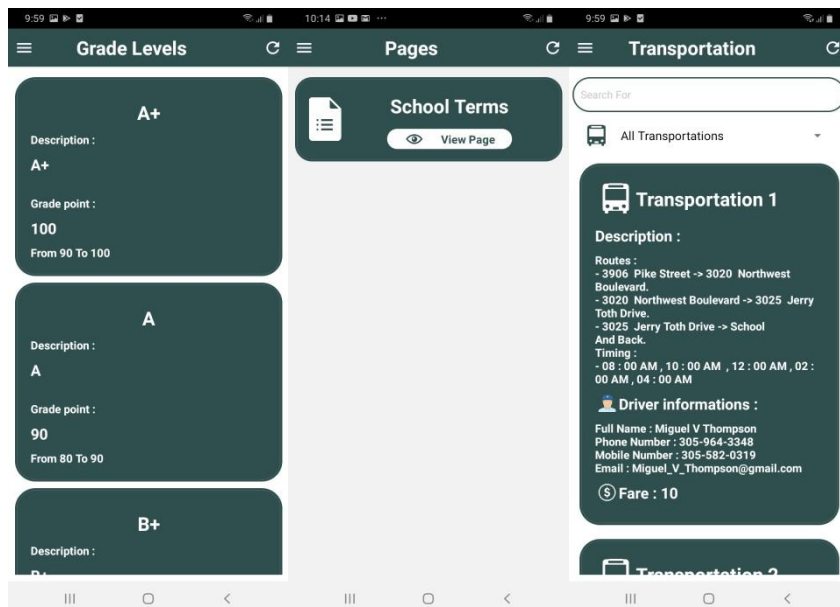 9:59
Grade Levels
A+
Description :
A+
Grade point :
100
From 90 To 100
A
Description :
A
Grade point :
90
From 80 To 90
B+
Description :
10:14
Pages
School Terms
View Page
9:59
Transportation
Search For
All Transportations
Transportation 1
Description :
Routes :
- 3906 Pike Street -> 3020 Northwest
Boulevard.
- 3020 Northwest Boulevard -> 3025 Jerry
Toth Drive.
- 3025 Jerry Toth Drive -> School
And Back.
Timing :
- 08 : 00 AM , 10 : 00 AM , 12 : 00 AM , 02 :
00 AM , 04 : 00 AM
Driver informations :
Full Name : Miguel V Thompson
Phone Number : 305-964-3348
Mobile Number : 305-582-0319
Email : Miguel_V_Thompson@gmail.com
Fare : 10
Transportation 2